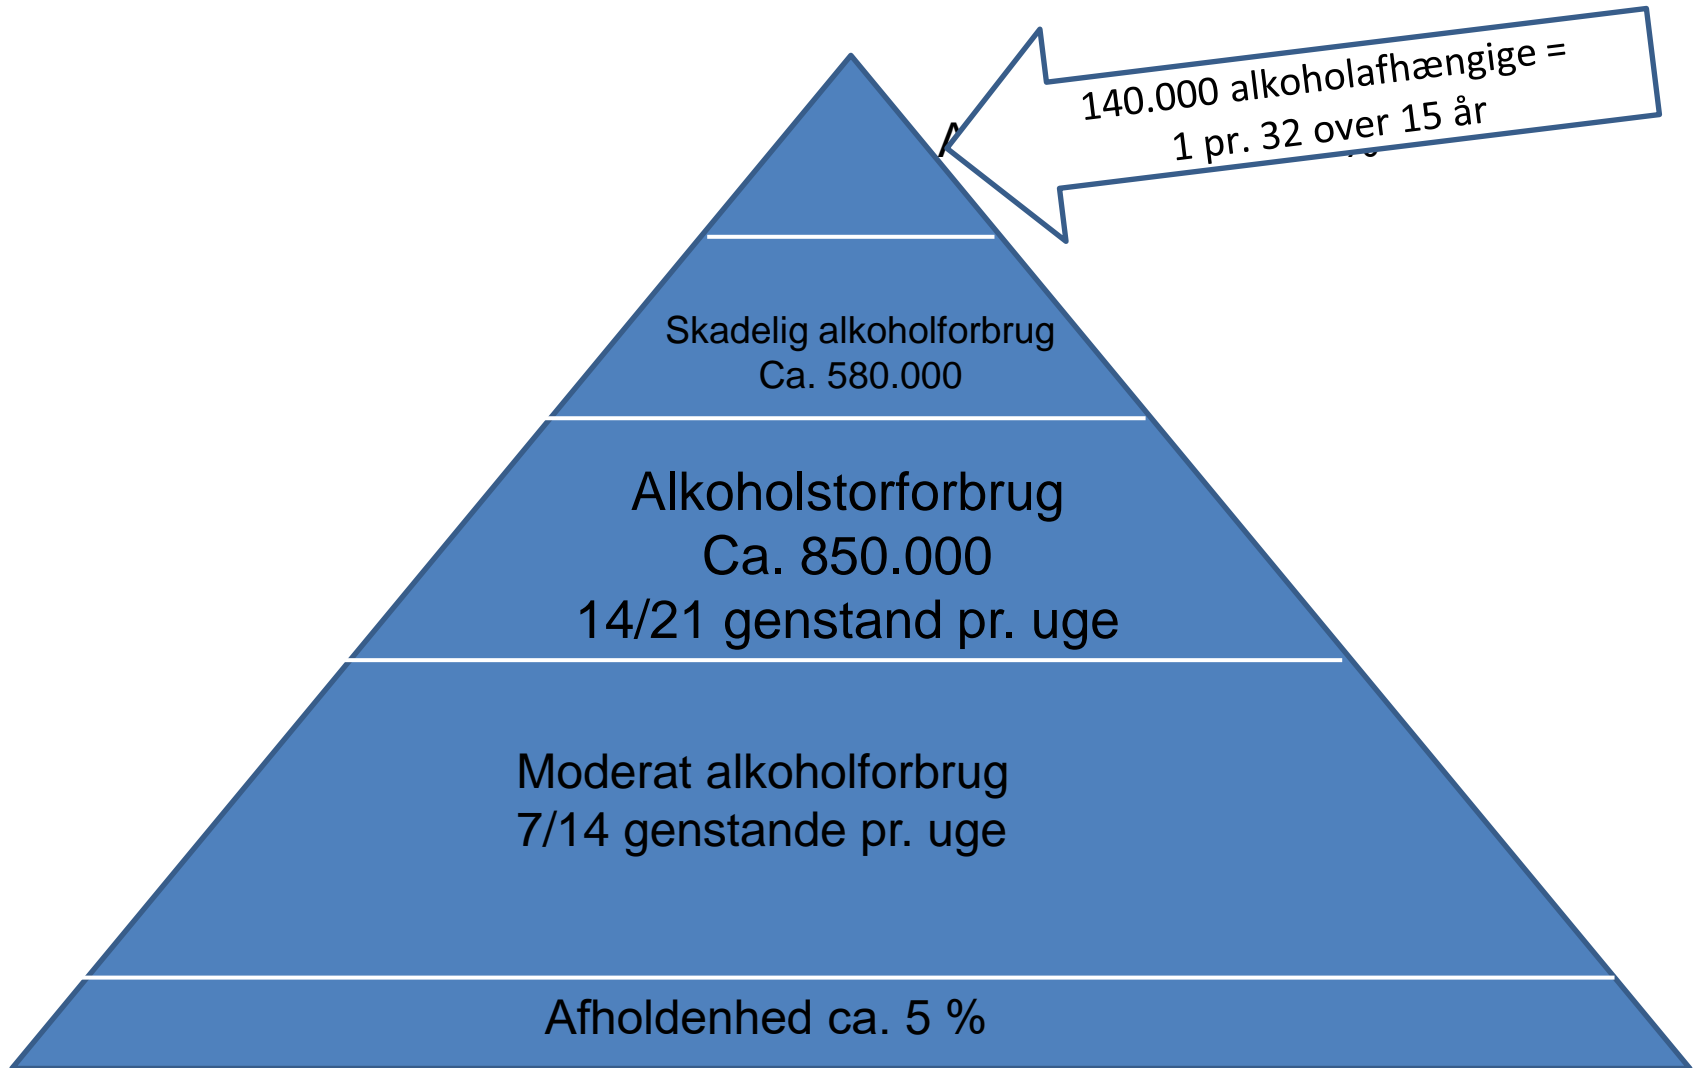 140.000 alkoholafhængige =
1 pr. 32 over 15 år
Skadelig alkoholforbrug
Ca. 580.000
Alkoholstorforbrug
Ca. 850.000
14/21 genstand pr. uge
Moderat alkoholforbrug
7/14 genstande pr. uge
Afholdenhed ca. 5 %